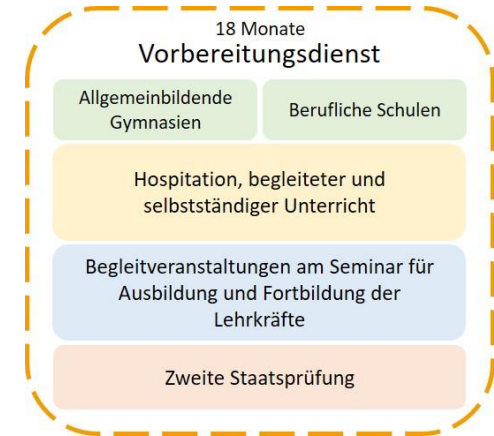 18 Monate
Vorbereitungsdienst
Allgemeinbildende
Gymnasien
Berufliche Schulen
Hospitation, begleiteter und
selbstständiger Unterricht
Begleitveranstaltungen am Seminar für
Ausbildung und Fortbildung der
Lehrkräfte
Zweite Staatsprüfung